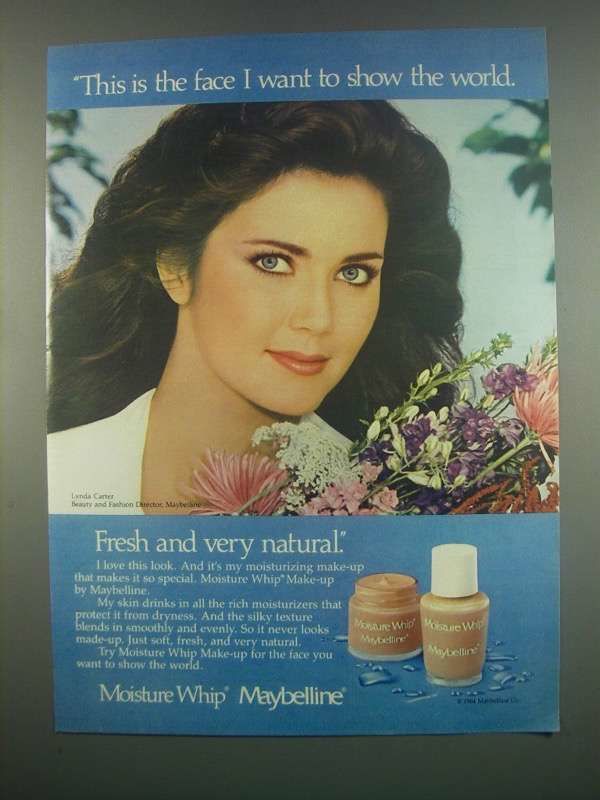 "This is the face I want to show the world.
Lynda Carter
Beauty and Fashion Director, Maybelline
Fresh and very natural."
I love this look. And it's my moisturizing make-up
that makes it so special. Moisture Whip® Make-up
by Maybelline.
My skin drinks in all the rich moisturizers that
protect it from dryness. And the silky texture
blends in smoothly and evenly. So it never looks
made-up. Just soft, fresh, and very natural.
Try Moisture Whip Make-up for the face you
want to show the world.
Moisture Whip® Maybelline®
Moisture Whip®
Maybelline®
Moisture Whip®
Maybelline®
© 1984 Maybelline Co.